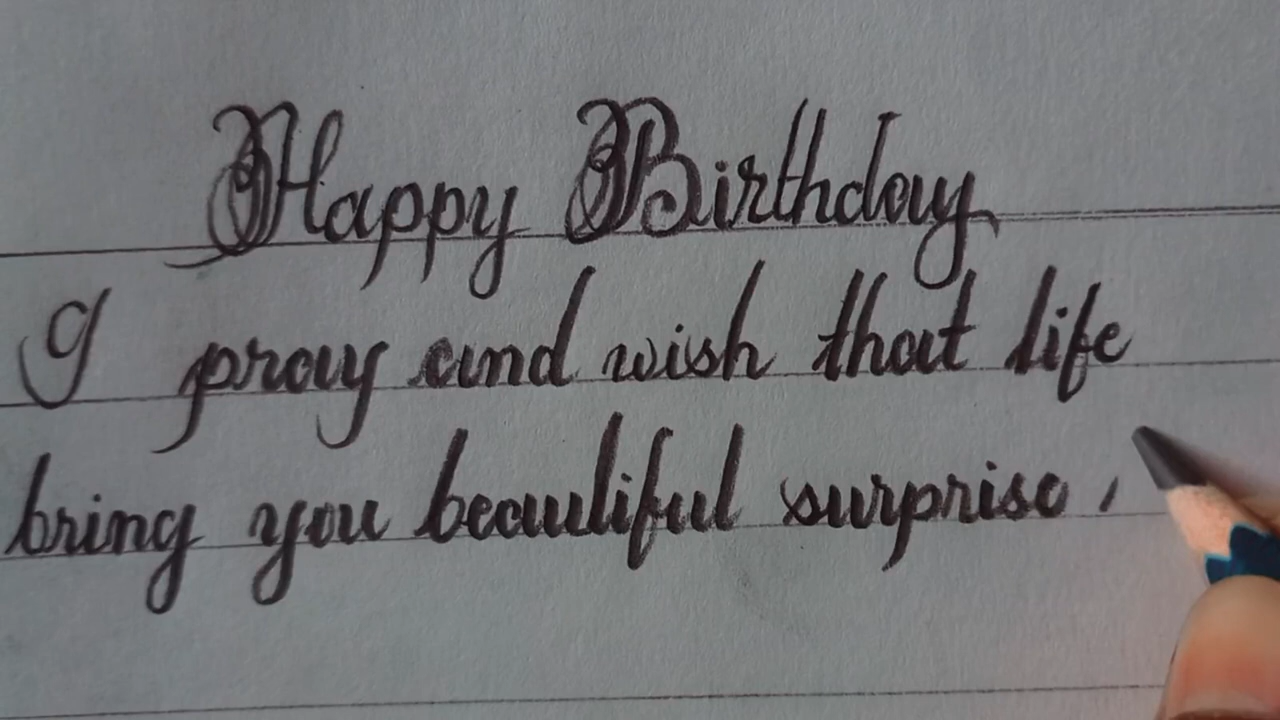 Happy Birthday
I pray and wish that life
bring you beautiful surprise,